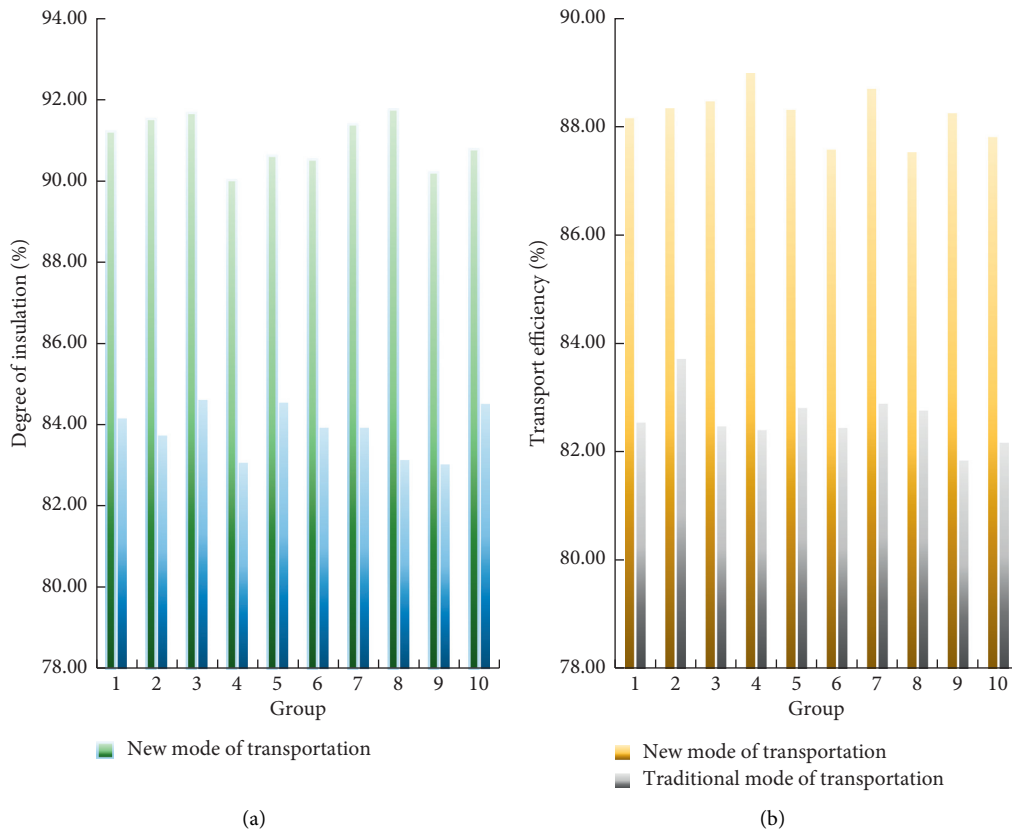 94.00
92.00
90.00
88.00
86.00
84.00
82.00
80.00
78.00
Degree of insulation (%)
1 2 3 4 5 6 7 8 9 10
Group
New mode of transportation
(a)
90.00
88.00
86.00
84.00
82.00
80.00
78.00
Transport efficiency (%)
1 2 3 4 5 6 7 8 9 10
Group
New mode of transportation
Traditional mode of transportation
(b)